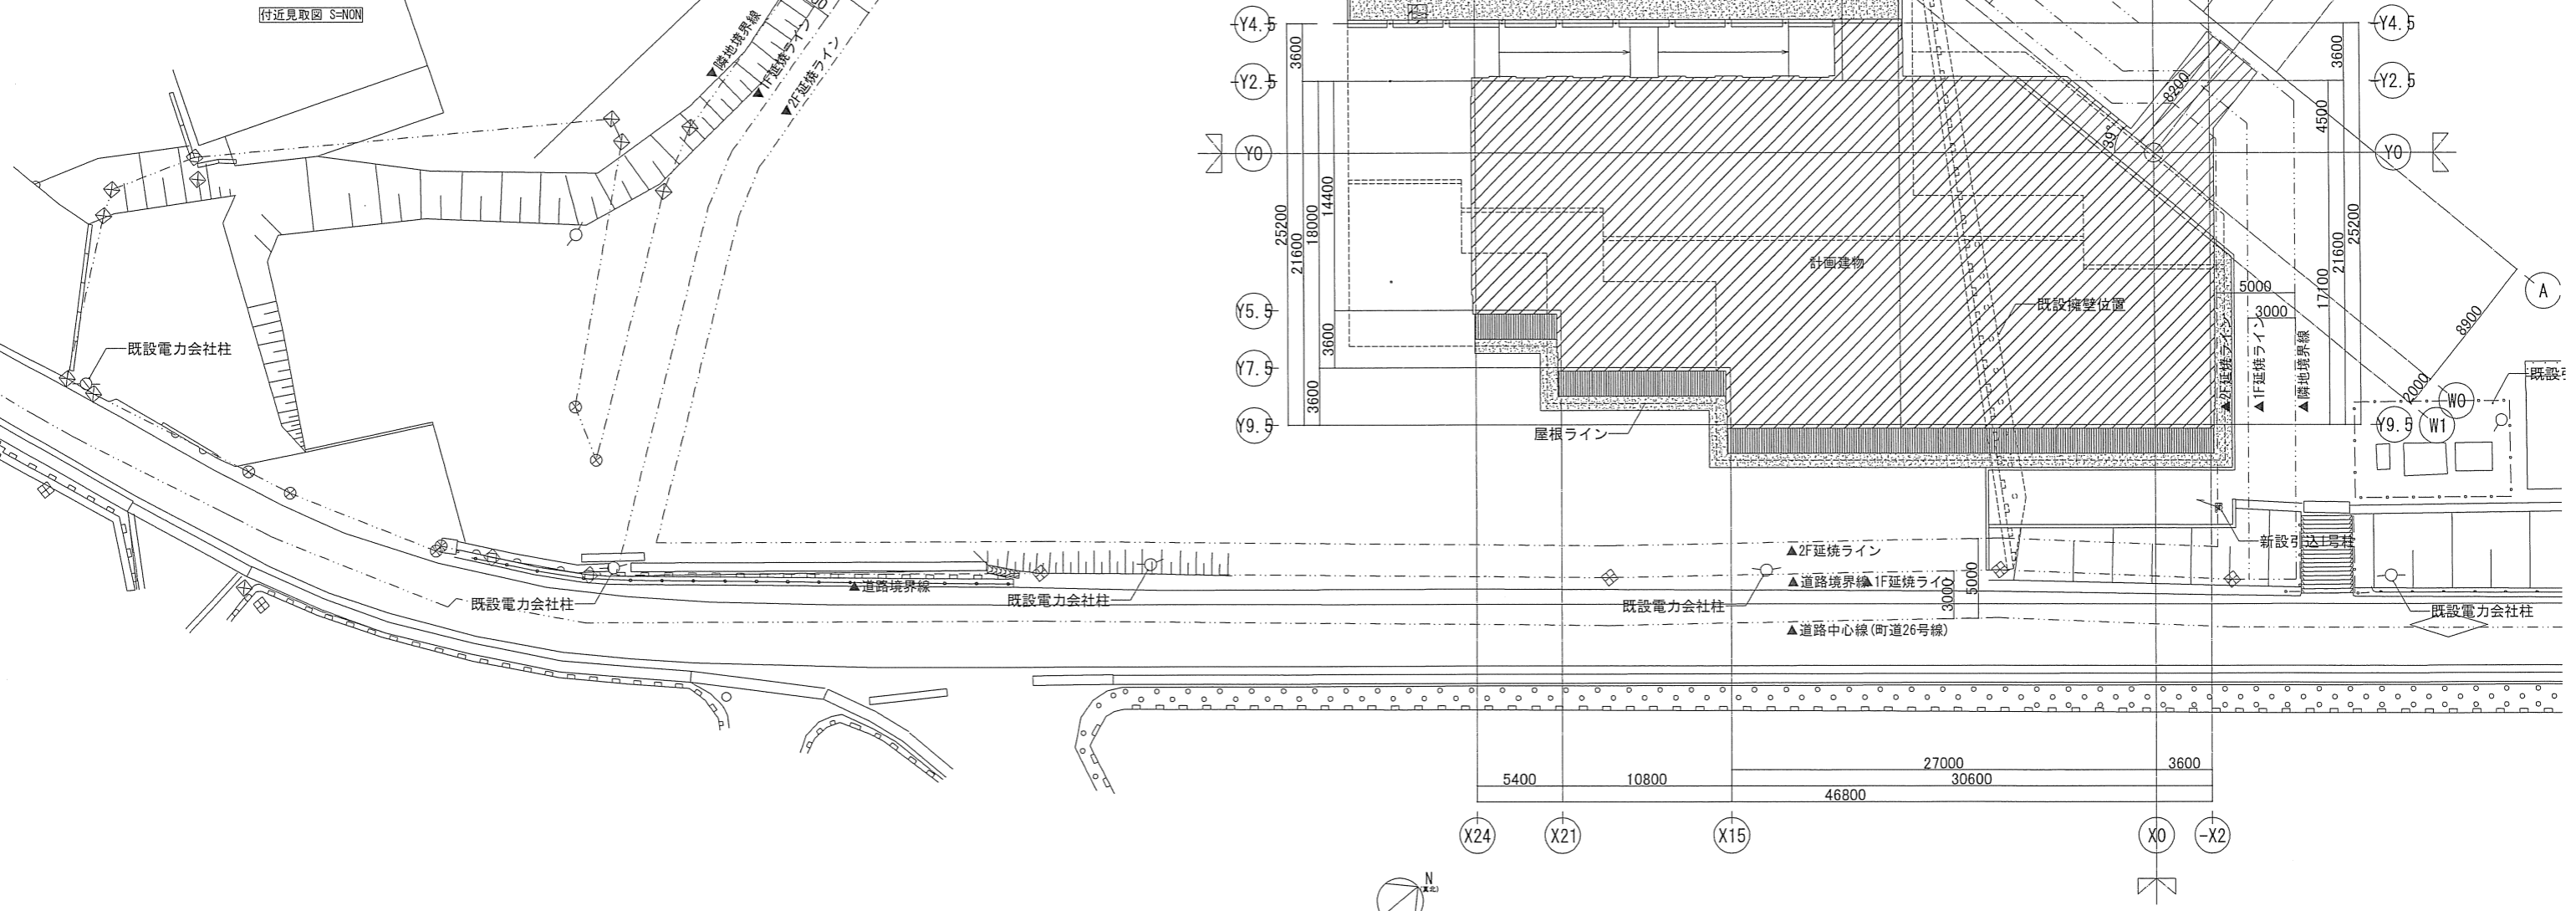 付近見取図 S=NON
▲隣地境界線
▲1F延焼ライン
▲2F延焼ライン
-Y4.5
-Y2.5
Y0
Y5.5
Y7.5
Y9.5
3600
25200
21600
18000
14400
3600
3600
-Y4.5
-Y2.5
Y0
Y9.5
3600
4500
25200
21600
17100
8200
39°
A
8900
2000
W0
W1
計画建物
既設擁壁位置
5000
3000
▲2F延焼ライン
▲1F延焼ライン
▲隣地境界線
屋根ライン
既設電力会社柱
既設電力会社柱
▲道路境界線
既設電力会社柱
既設電力会社柱
▲2F延焼ライン
▲道路境界線
▲1F延焼ライン
3000
5000
▲道路中心線(町道26号線)
新設引込1号柱
既設電力会社柱
27000
3600
5400
10800
30600
46800
X24
X21
X15
X0
-X2
N
(真北)